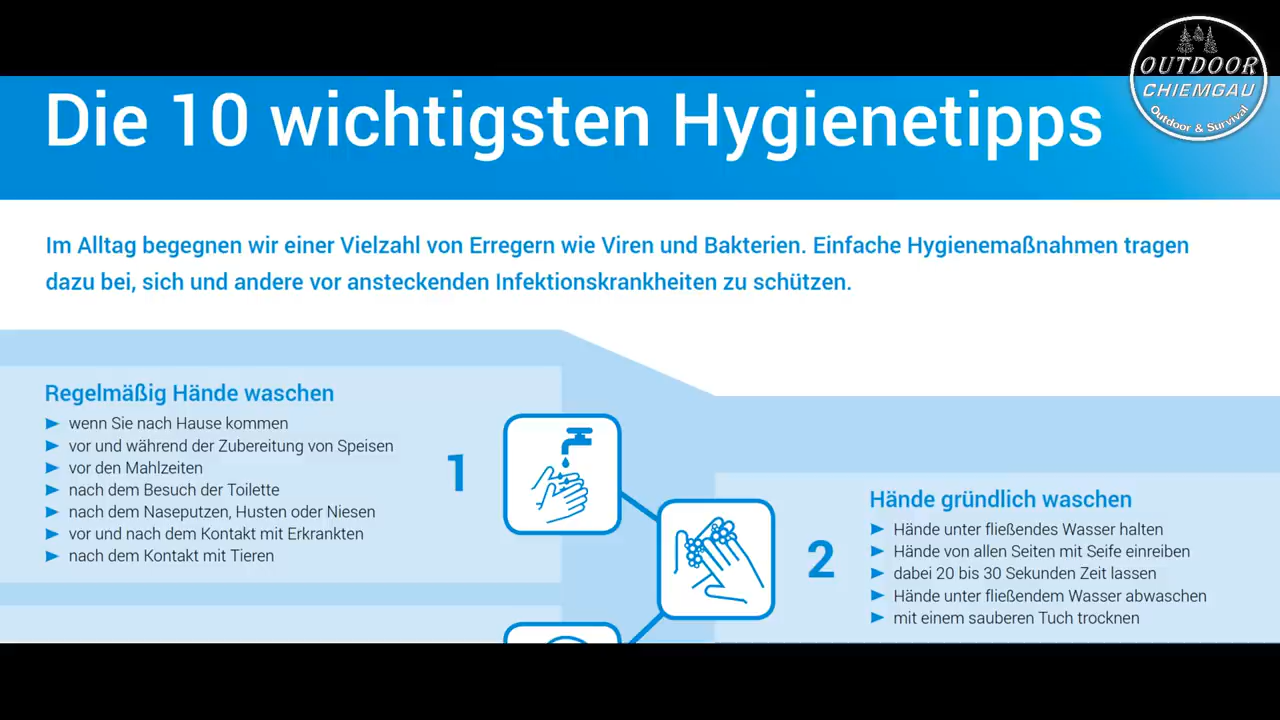 OUTDOOR
CHIEMGAU
Outdoor & Survival
Die 10 wichtigsten Hygienetipps
Im Alltag begegnen wir einer Vielzahl von Erregern wie Viren und Bakterien. Einfache Hygienemaßnahmen tragen
dazu bei, sich und andere vor ansteckenden Infektionskrankheiten zu schützen.
Regelmäßig Hände waschen
► wenn Sie nach Hause kommen
► vor und während der Zubereitung von Speisen
► vor den Mahlzeiten
► nach dem Besuch der Toilette
► nach dem Naseputzen, Husten oder Niesen
► vor und nach dem Kontakt mit Erkrankten
► nach dem Kontakt mit Tieren
1
2
Hände gründlich waschen
► Hände unter fließendes Wasser halten
► Hände von allen Seiten mit Seife einreiben
► dabei 20 bis 30 Sekunden Zeit lassen
► Hände unter fließendem Wasser abwaschen
► mit einem sauberen Tuch trocknen